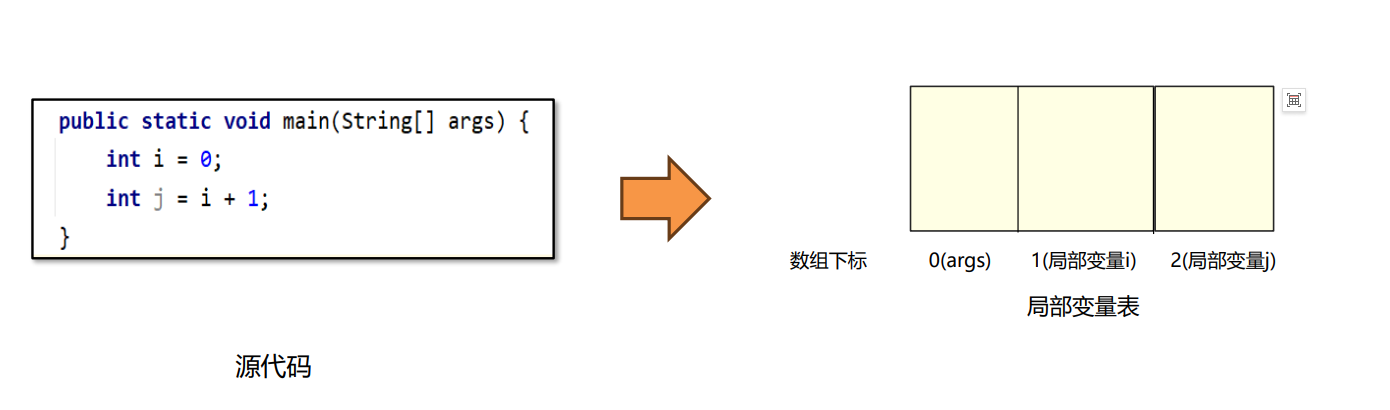 public static void main(String[] args) {
int i = 0;
int j = i + 1;
}
源代码
数组下标 0(args) 1(局部变量i) 2(局部变量j)
局部变量表